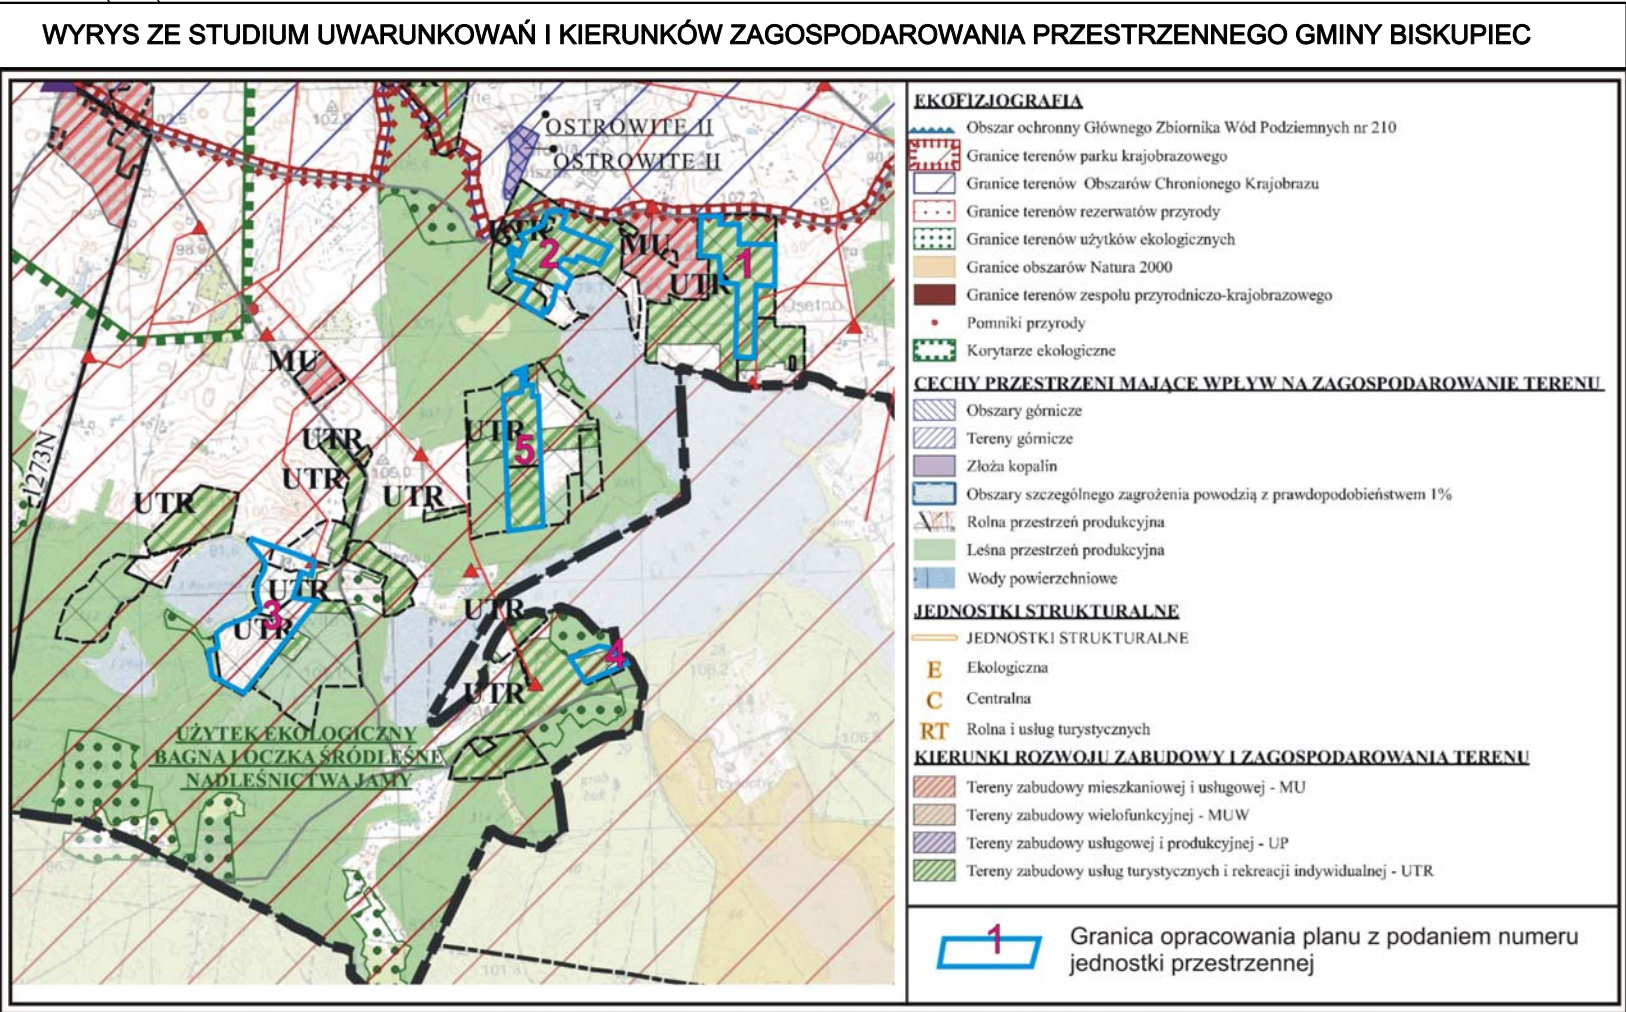 WYRYS ZE STUDIUM UWARUNKOWAŃ I KIERUNKÓW ZAGOSPODAROWANIA PRZESTRZENNEGO GMINY BISKUPIEC
OSTROWITE II
OSTROWITE II
UTR
2
MU
1
UTR
Osetno
MU
UTR
5
UTR
UTR
UTR
UTR
1273N
UTR
3
UTR
UTR
4
UTR
UŻYTEK EKOLOGICZNY
BAGNA I OCZKA ŚRÓDLEŚNE
NADLEŚNICTWA JAMY
EKOFIZJOGRAFIA
Obszar ochronny Głównego Zbiornika Wód Podziemnych nr 210
Granice terenów parku krajobrazowego
Granice terenów Obszarów Chronionego Krajobrazu
Granice terenów rezerwatów przyrody
Granice terenów użytków ekologicznych
Granice obszarów Natura 2000
Granice terenów zespołu przyrodniczo-krajobrazowego
Pomniki przyrody
Korytarze ekologiczne
CECHY PRZESTRZENI MAJĄCE WPŁYW NA ZAGOSPODAROWANIE TERENU
Obszary górnicze
Tereny górnicze
Złoża kopalin
Obszary szczególnego zagrożenia powodzią z prawdopodobieństwem 1%
Rolna przestrzeń produkcyjna
Leśna przestrzeń produkcyjna
Wody powierzchniowe
JEDNOSTKI STRUKTURALNE
JEDNOSTKI STRUKTURALNE
E Ekologiczna
C Centralna
RT Rolna i usług turystycznych
KIERUNKI ROZWOJU ZABUDOWY I ZAGOSPODAROWANIA TERENU
Tereny zabudowy mieszkaniowej i usługowej - MU
Tereny zabudowy wielofunkcyjnej - MUW
Tereny zabudowy usługowej i produkcyjnej - UP
Tereny zabudowy usług turystycznych i rekreacji indywidualnej - UTR
1 Granica opracowania planu z podaniem numeru
jednostki przestrzennej